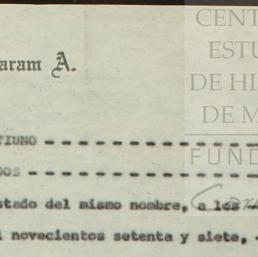 CENT
ESTU
DE HI
DE M
FUND
aram A.
TIUNO - - - - - - - - - - - - -
DOS - - - - - - - - - - - - - -
stado del mismo nombre, a los - -
l novecientos setenta y siete, -